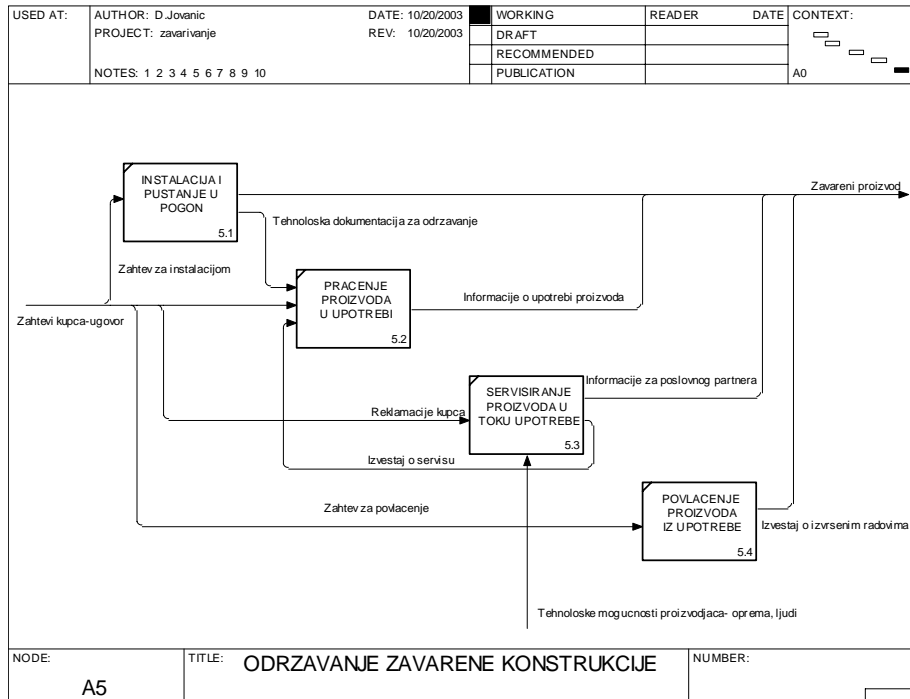 USED AT:
AUTHOR: D.Jovanic
DATE: 10/20/2003
PROJECT: zavarivanje
REV: 10/20/2003
NOTES: 1 2 3 4 5 6 7 8 9 10
WORKING
DRAFT
RECOMMENDED
PUBLICATION
READER
DATE
CONTEXT:
A0
INSTALACIJA I
PUSTANJE U
POGON
5.1
Zavareni proizvod
Tehnoloska dokumentacija za odrzavanje
Zahtev za instalacijom
Zahtevi kupca-ugovor
PRACENJE
PROIZVODA
U UPOTREBI
5.2
Informacije o upotrebi proizvoda
SERVISIRANJE
PROIZVODA U
TOKU UPOTREBE
5.3
Informacije za poslovnog partnera
Reklamacije kupca
Izvestaj o servisu
Zahtev za povlacenje
POVLACENJE
PROIZVODA
IZ UPOTREBE
5.4
Izvestaj o izvrsenim radovima
Tehnoloske mogucnosti proizvodjaca- oprema, ljudi
NODE:
A5
TITLE:
ODRZAVANJE ZAVARENE KONSTRUKCIJE
NUMBER: